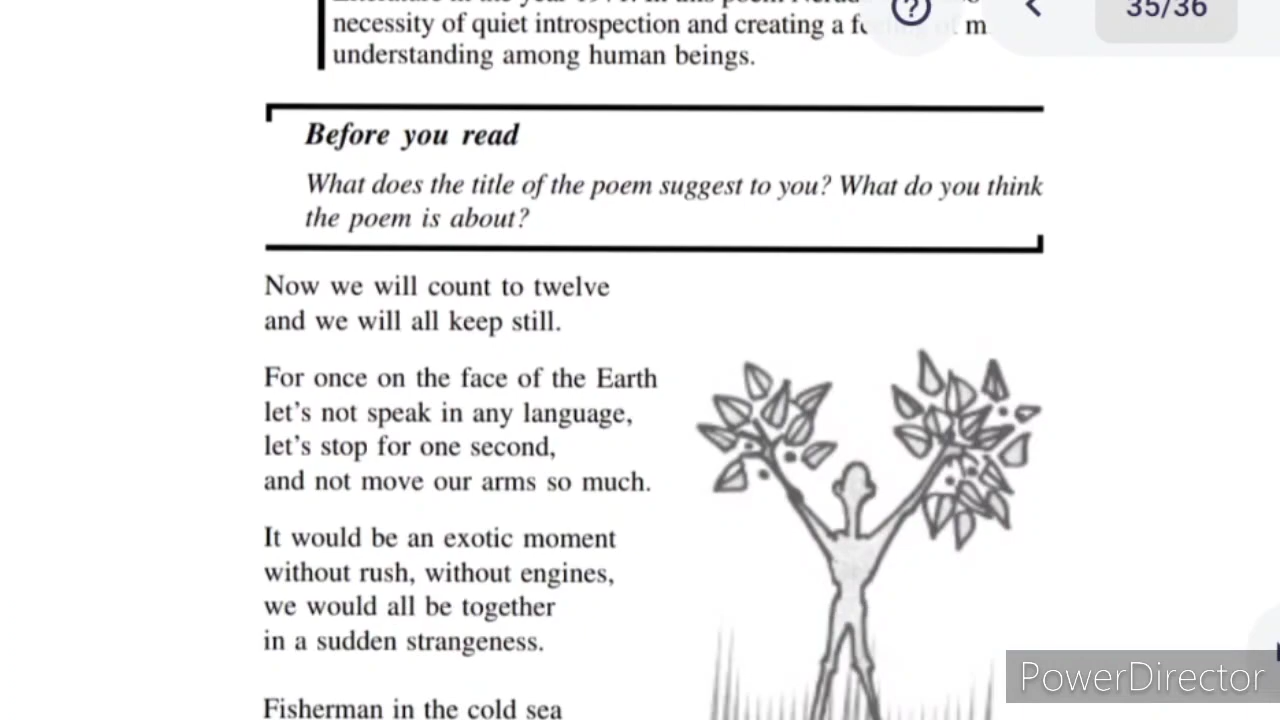 35/36
necessity of quiet introspection and creating a m
understanding among human beings.
Before you read
What does the title of the poem suggest to you? What do you think
the poem is about?
Now we will count to twelve
and we will all keep still.
For once on the face of the Earth
let's not speak in any language,
let's stop for one second,
and not move our arms so much.
It would be an exotic moment
without rush, without engines,
we would all be together
in a sudden strangeness.
Fisherman in the cold sea
PowerDirector